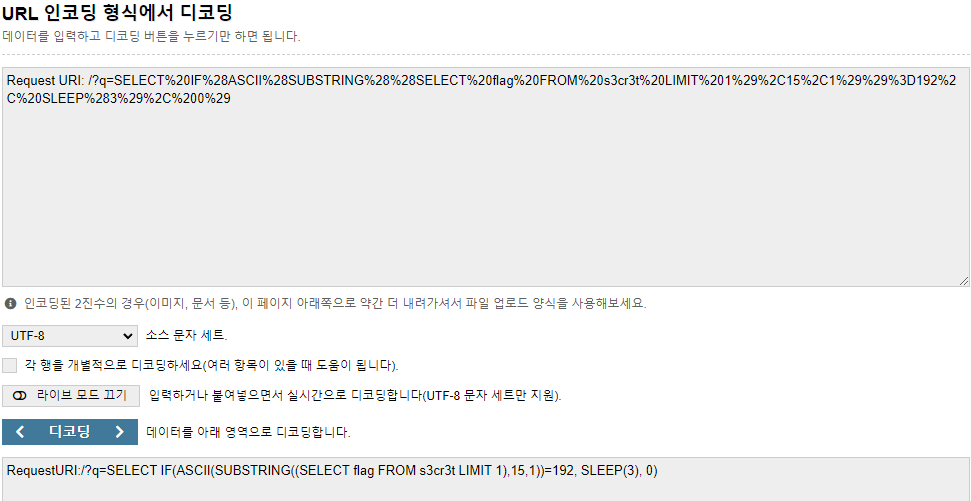 URL 인코딩 형식에서 디코딩
데이터를 입력하고 디코딩 버튼을 누르기만 하면 됩니다.
Request URI: /?q=SELECT%20IF%28ASCII%28SUBSTRING%28%28SELECT%20flag%20FROM%20s3cr3t%20LIMIT%201%29%2C15%2C1%29%29%3D192%2
C%20SLEEP%283%29%2C%200%29
인코딩된 2진수의 경우(이미지, 문서 등), 이 페이지 아래쪽으로 약간 더 내려가셔서 파일 업로드 양식을 사용해보세요.
UTF-8 소스 문자 세트.
각 행을 개별적으로 디코딩하세요(여러 항목이 있을 때 도움이 됩니다).
라이브 모드 끄기 입력하거나 붙여넣으면서 실시간으로 디코딩합니다(UTF-8 문자 세트만 지원).
디코딩 데이터를 아래 영역으로 디코딩합니다.
RequestURI:/?q=SELECT IF(ASCII(SUBSTRING((SELECT flag FROM s3cr3t LIMIT 1),15,1))=192, SLEEP(3), 0)